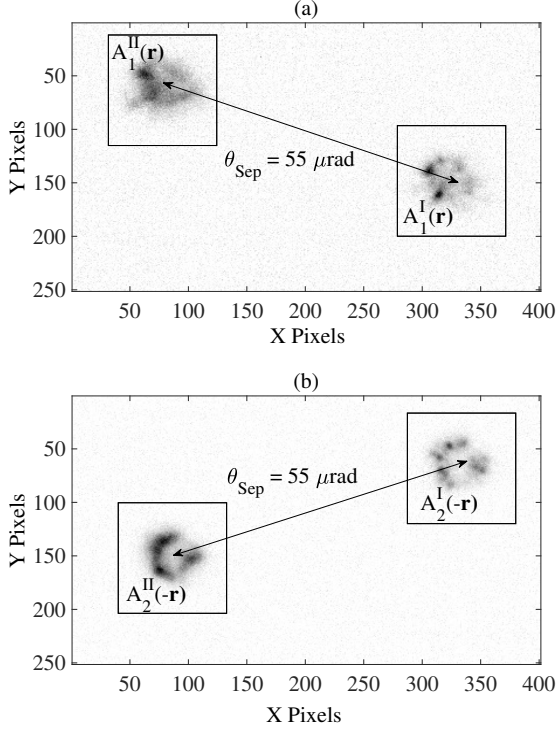 (a)
A₁ᴵᴵ(r)
θSep = 55 μrad
A₁ᴵ(r)
50
100
150
200
250
Y Pixels
50 100 150 200 250 300 350 400
X Pixels
(b)
A₂ᴵ(-r)
θSep = 55 μrad
A₂ᴵᴵ(-r)
50
100
150
200
250
Y Pixels
50 100 150 200 250 300 350 400
X Pixels